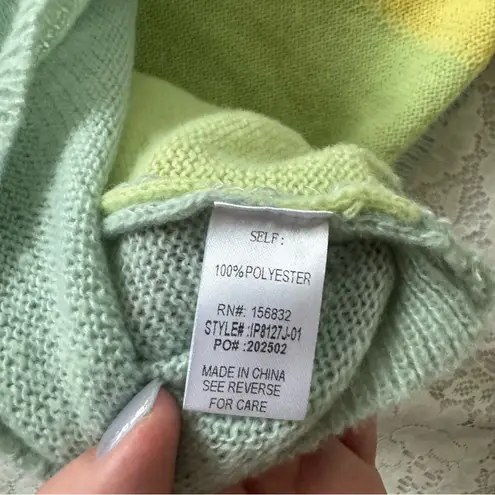 SELF:
100%POLYESTER
RN#: 156832
STYLE# :IP8127J-01
PO# :202502
MADE IN CHINA
SEE REVERSE
FOR CARE